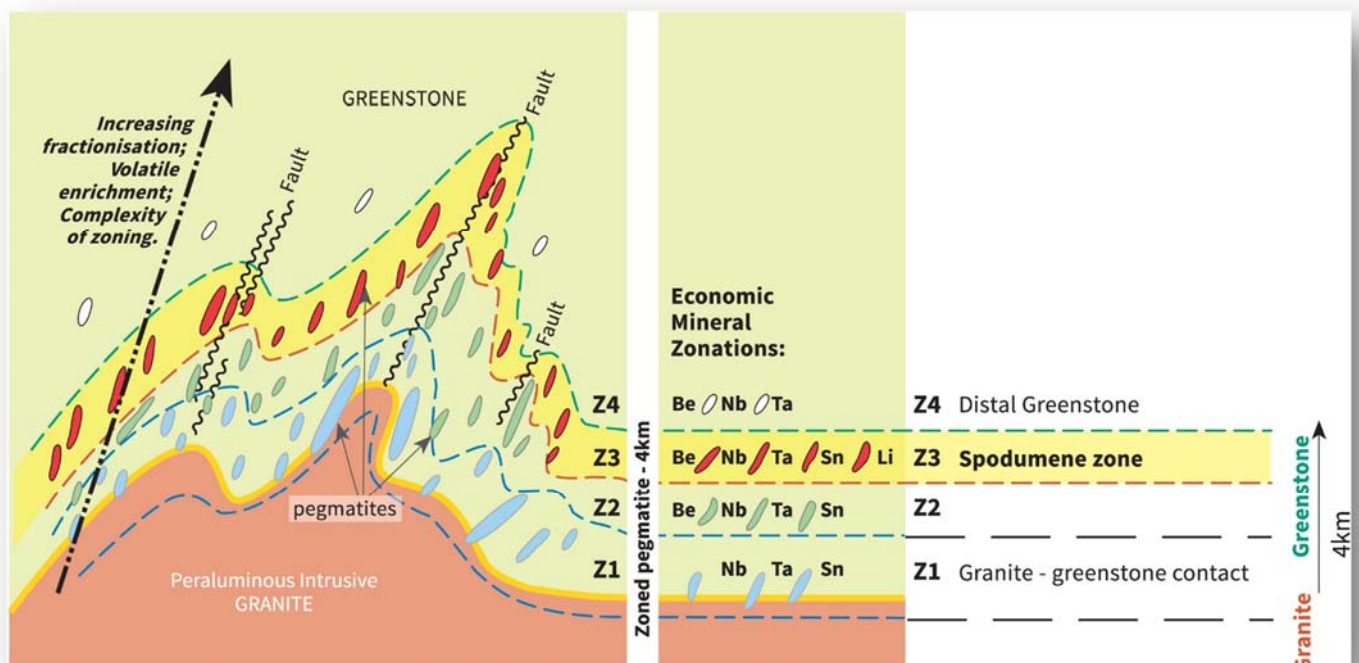 GREENSTONE
Increasing
fractionisation;
Volatile
enrichment;
Complexity
of zoning.
Fault
Fault
Fault
pegmatites
Peraluminous Intrusive
GRANITE
Z4
Z3
Z2
Z1
Zoned pegmatite - 4km
Economic
Mineral
Zonations:
Be Nb Ta
Be Nb Ta Sn Li
Be Nb Ta Sn
Nb Ta Sn
Z4 Distal Greenstone
Z3 Spodumene zone
Z2
Z1 Granite - greenstone contact
Greenstone
Granite
4km